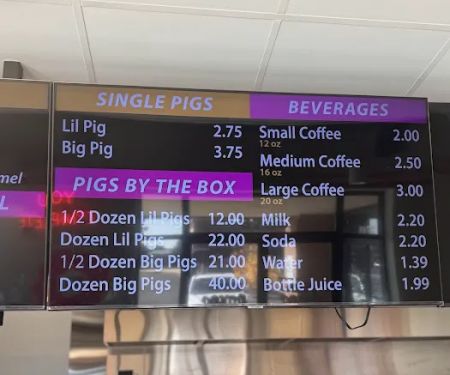 SINGLE PIGS
Lil Pig 2.75
Big Pig 3.75
PIGS BY THE BOX
1/2 Dozen Lil Pigs 12.00
Dozen Lil Pigs 22.00
1/2 Dozen Big Pigs 21.00
Dozen Big Pigs 40.00
BEVERAGES
Small Coffee 2.00
12 oz
Medium Coffee 2.50
16 oz
Large Coffee 3.00
20 oz
Milk 2.20
Soda 2.20
Water 1.39
Bottle Juice 1.99